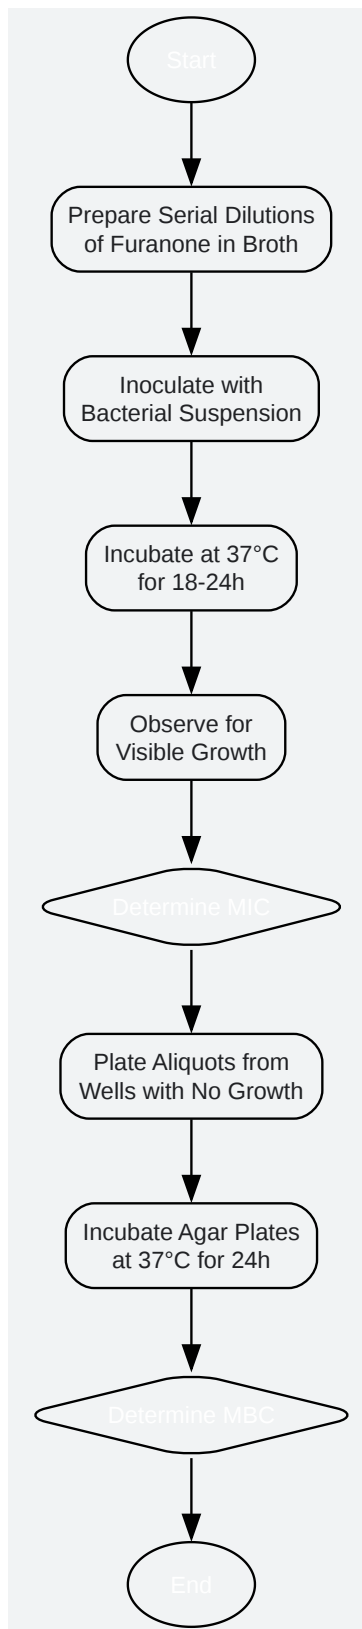 Start
Prepare Serial Dilutions
of Furanone in Broth
Inoculate with
Bacterial Suspension
Incubate at 37°C
for 18-24h
Observe for
Visible Growth
Determine MIC
Plate Aliquots from
Wells with No Growth
Incubate Agar Plates
at 37°C for 24h
Determine MBC
End